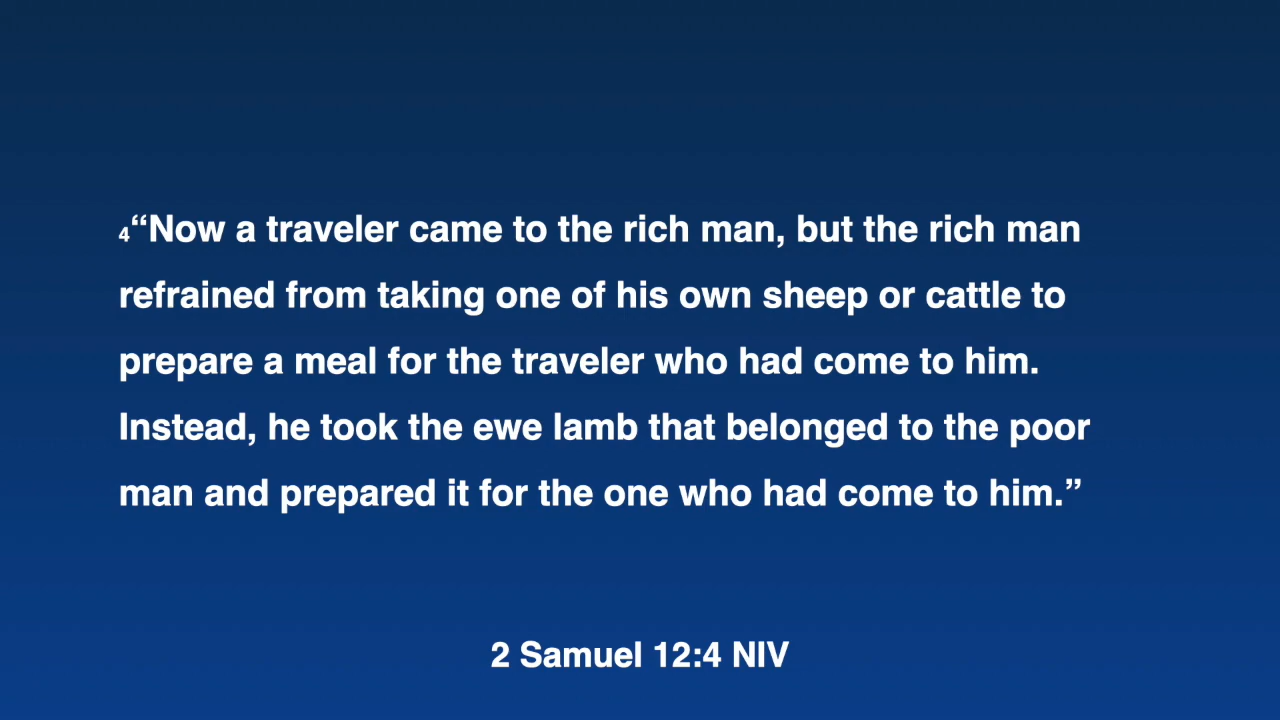 4“Now a traveler came to the rich man, but the rich man
refrained from taking one of his own sheep or cattle to
prepare a meal for the traveler who had come to him.
Instead, he took the ewe lamb that belonged to the poor
man and prepared it for the one who had come to him.”
2 Samuel 12:4 NIV